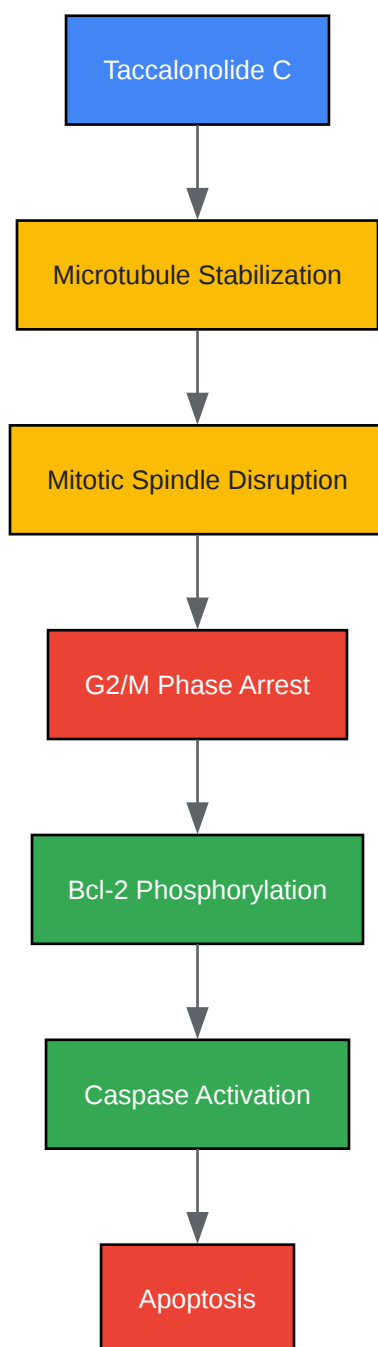 Taccalonolide C
Microtubule Stabilization
Mitotic Spindle Disruption
G2/M Phase Arrest
Bcl-2 Phosphorylation
Caspase Activation
Apoptosis